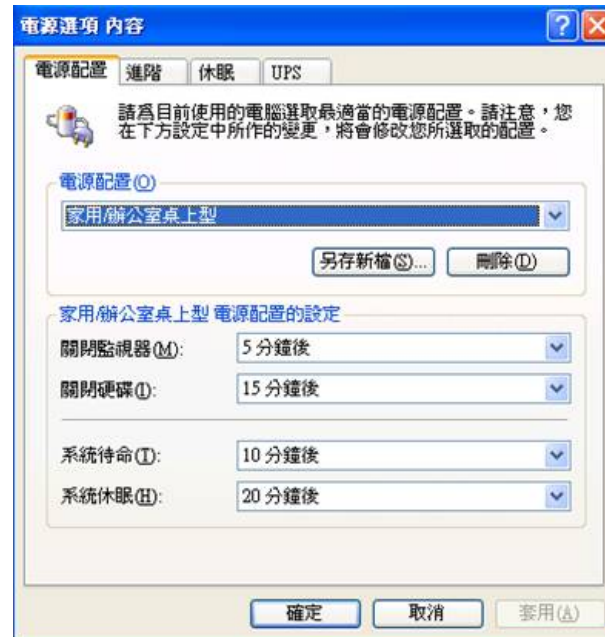 電源選項 內容
電源配置 進階 休眠 UPS
請為目前使用的電腦選取最適當的電源配置。請注意，您
在下方設定中所作的變更，將會修改您所選取的配置。
電源配置(O)
家用/辦公室桌上型
另存新檔(S)... 刪除(D)
家用/辦公室桌上型 電源配置的設定
關閉監視器(M): 5 分鐘後
關閉硬碟(I): 15 分鐘後
系統待命(T): 10 分鐘後
系統休眠(H): 20 分鐘後
確定 取消 套用(A)